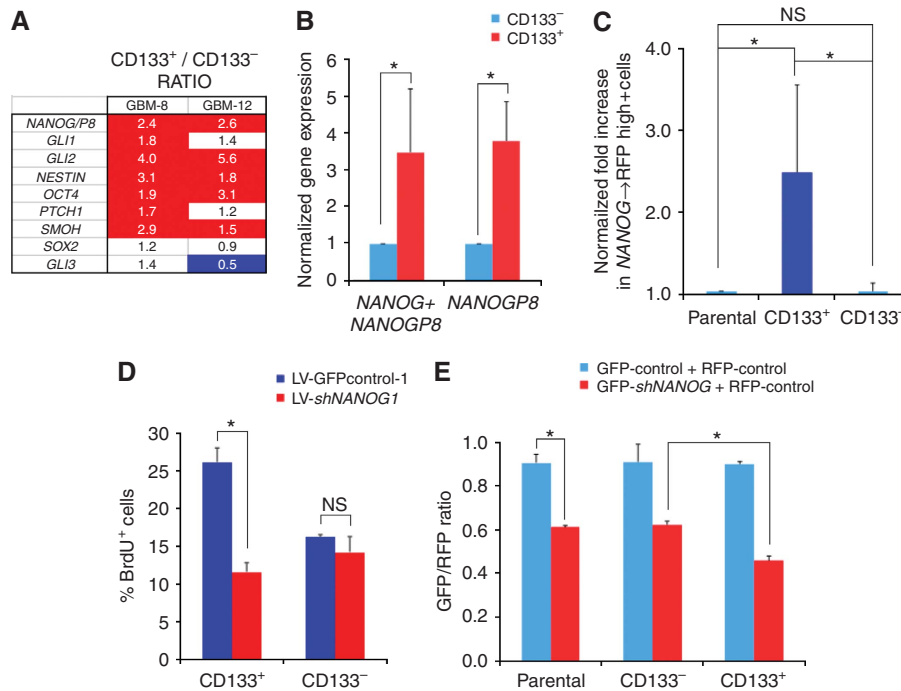 A
CD133⁺ / CD133⁻
RATIO
GBM-8 GBM-12
NANOG/P8 2.4 2.6
GLI1 1.8 1.4
GLI2 4.0 5.6
NESTIN 3.1 1.8
OCT4 1.9 3.1
PTCH1 1.7 1.2
SMOH 2.9 1.5
SOX2 1.2 0.9
GLI3 1.4 0.5
B
CD133⁻
CD133⁺
Normalized gene expression
6
5
4
3
2
1
0
*
*
NANOG+
NANOGP8
NANOGP8
C
NS
*
*
Normailzed fold increase
in NANOG→RFP high+cells
4.0
3.0
2.0
1.0
Parental CD133⁺ CD133⁻
D
LV-GFPcontrol-1
LV-shNANOG1
% BrdU⁺ cells
30
25
20
15
10
5
0
*
NS
CD133⁺ CD133⁻
E
GFP-control + RFP-control
GFP-shNANOG + RFP-control
GFP/RFP ratio
1.0
0.8
0.6
0.4
0.2
0.0
*
*
Parental CD133⁻ CD133⁺